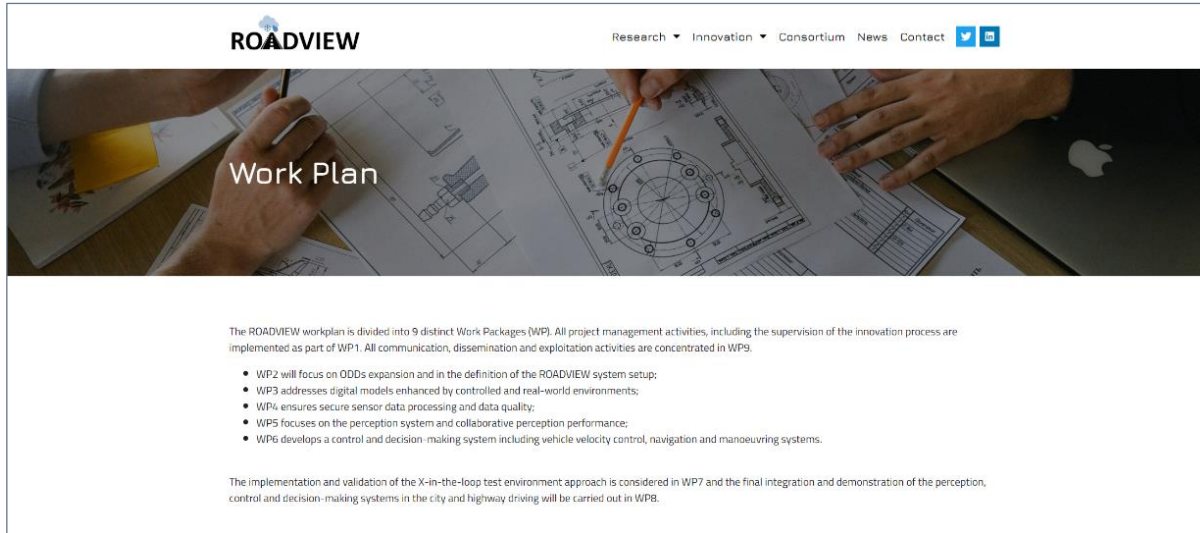 ROADVIEW
Research Innovation Consortium News Contact
Work Plan
The ROADVIEW workplan is divided into 9 distinct Work Packages (WP). All project management activities, including the supervision of the innovation process are
implemented as part of WP1. All communication, dissemination and exploitation activities are concentrated in WP9.
• WP2 will focus on ODDs expansion and in the definition of the ROADVIEW system setup;
• WP3 addresses digital models enhanced by controlled and real-world environments;
• WP4 ensures secure sensor data processing and data quality;
• WP5 focuses on the perception system and collaborative perception performance;
• WP6 develops a control and decision-making system including vehicle velocity control, navigation and manoeuvring systems.
The implementation and validation of the X-in-the-loop test environment approach is considered in WP7 and the final integration and demonstration of the perception,
control and decision-making systems in the city and highway driving will be carried out in WP8.